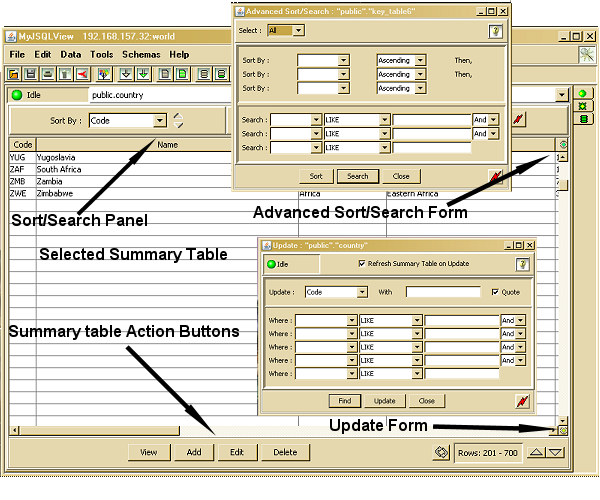 MyJSQLView 192.168.157.32:world
File Edit Data Tools Schemas Help
Idle public.country
Sort By : Code
Code Name
YUG Yugoslavia
ZAF South Africa
ZMB Zambia
ZWE Zimbabwe Africa Eastern Africa
Advanced Sort/Search : "public"."key_table6"
Select : All
Sort By : Ascending Then,
Sort By : Ascending Then,
Sort By : Ascending
Search : LIKE And
Search : LIKE And
Search : LIKE
Sort Search Close
Sort/Search Panel
Advanced Sort/Search Form
Selected Summary Table
Update : "public"."country"
Idle Refresh Summary Table on Update
Update : Code With Quote
Where : LIKE And
Where : LIKE And
Where : LIKE And
Where : LIKE And
Where : LIKE
Find Update Close
Summary table Action Buttons
Update Form
View Add Edit Delete
Rows: 201 - 700